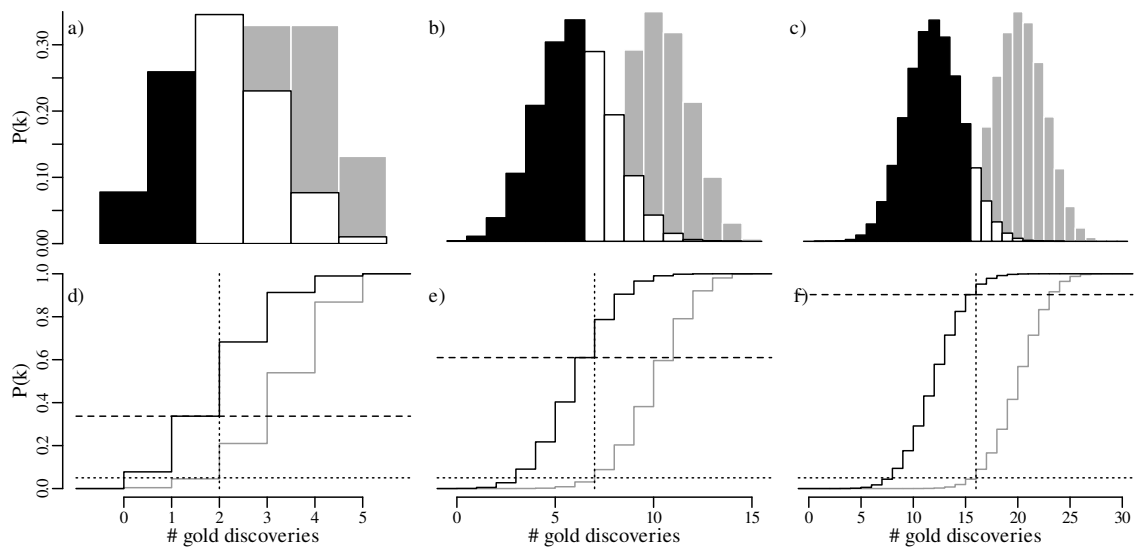 a)
b)
c)
P(k)
0.00 0.10 0.20 0.30
d)
e)
f)
P(k)
0.0 0.2 0.4 0.6 0.8 1.0
0 1 2 3 4 5
0 5 10 15
0 5 10 15 20 25 30
# gold discoveries
# gold discoveries
# gold discoveries